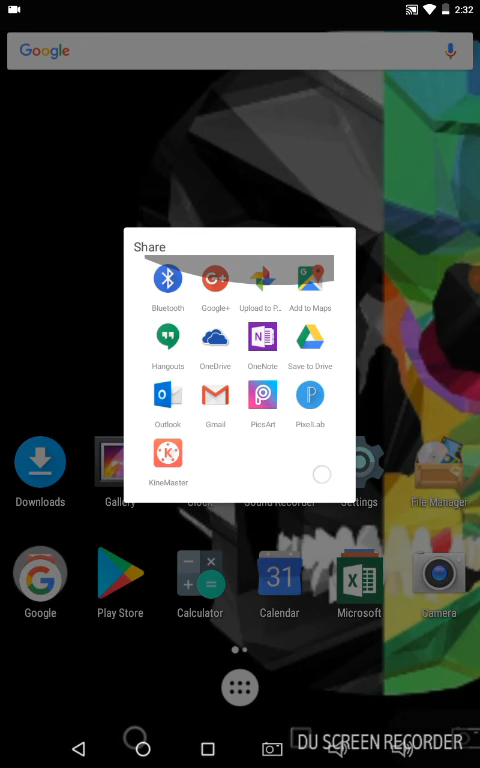 2:32
Google
Share
Bluetooth
Google+
Upload to P..
Add to Maps
Hangouts
OneDrive
OneNote
Save to Drive
Outlook
Gmail
PicsArt
PixelLab
KineMaster
Downloads
Gallery
Clock
Sound Recorder
Settings
File Manager
31
Google
Play Store
Calculator
Calendar
Microsoft
Camera
DU SCREEN RECORDER